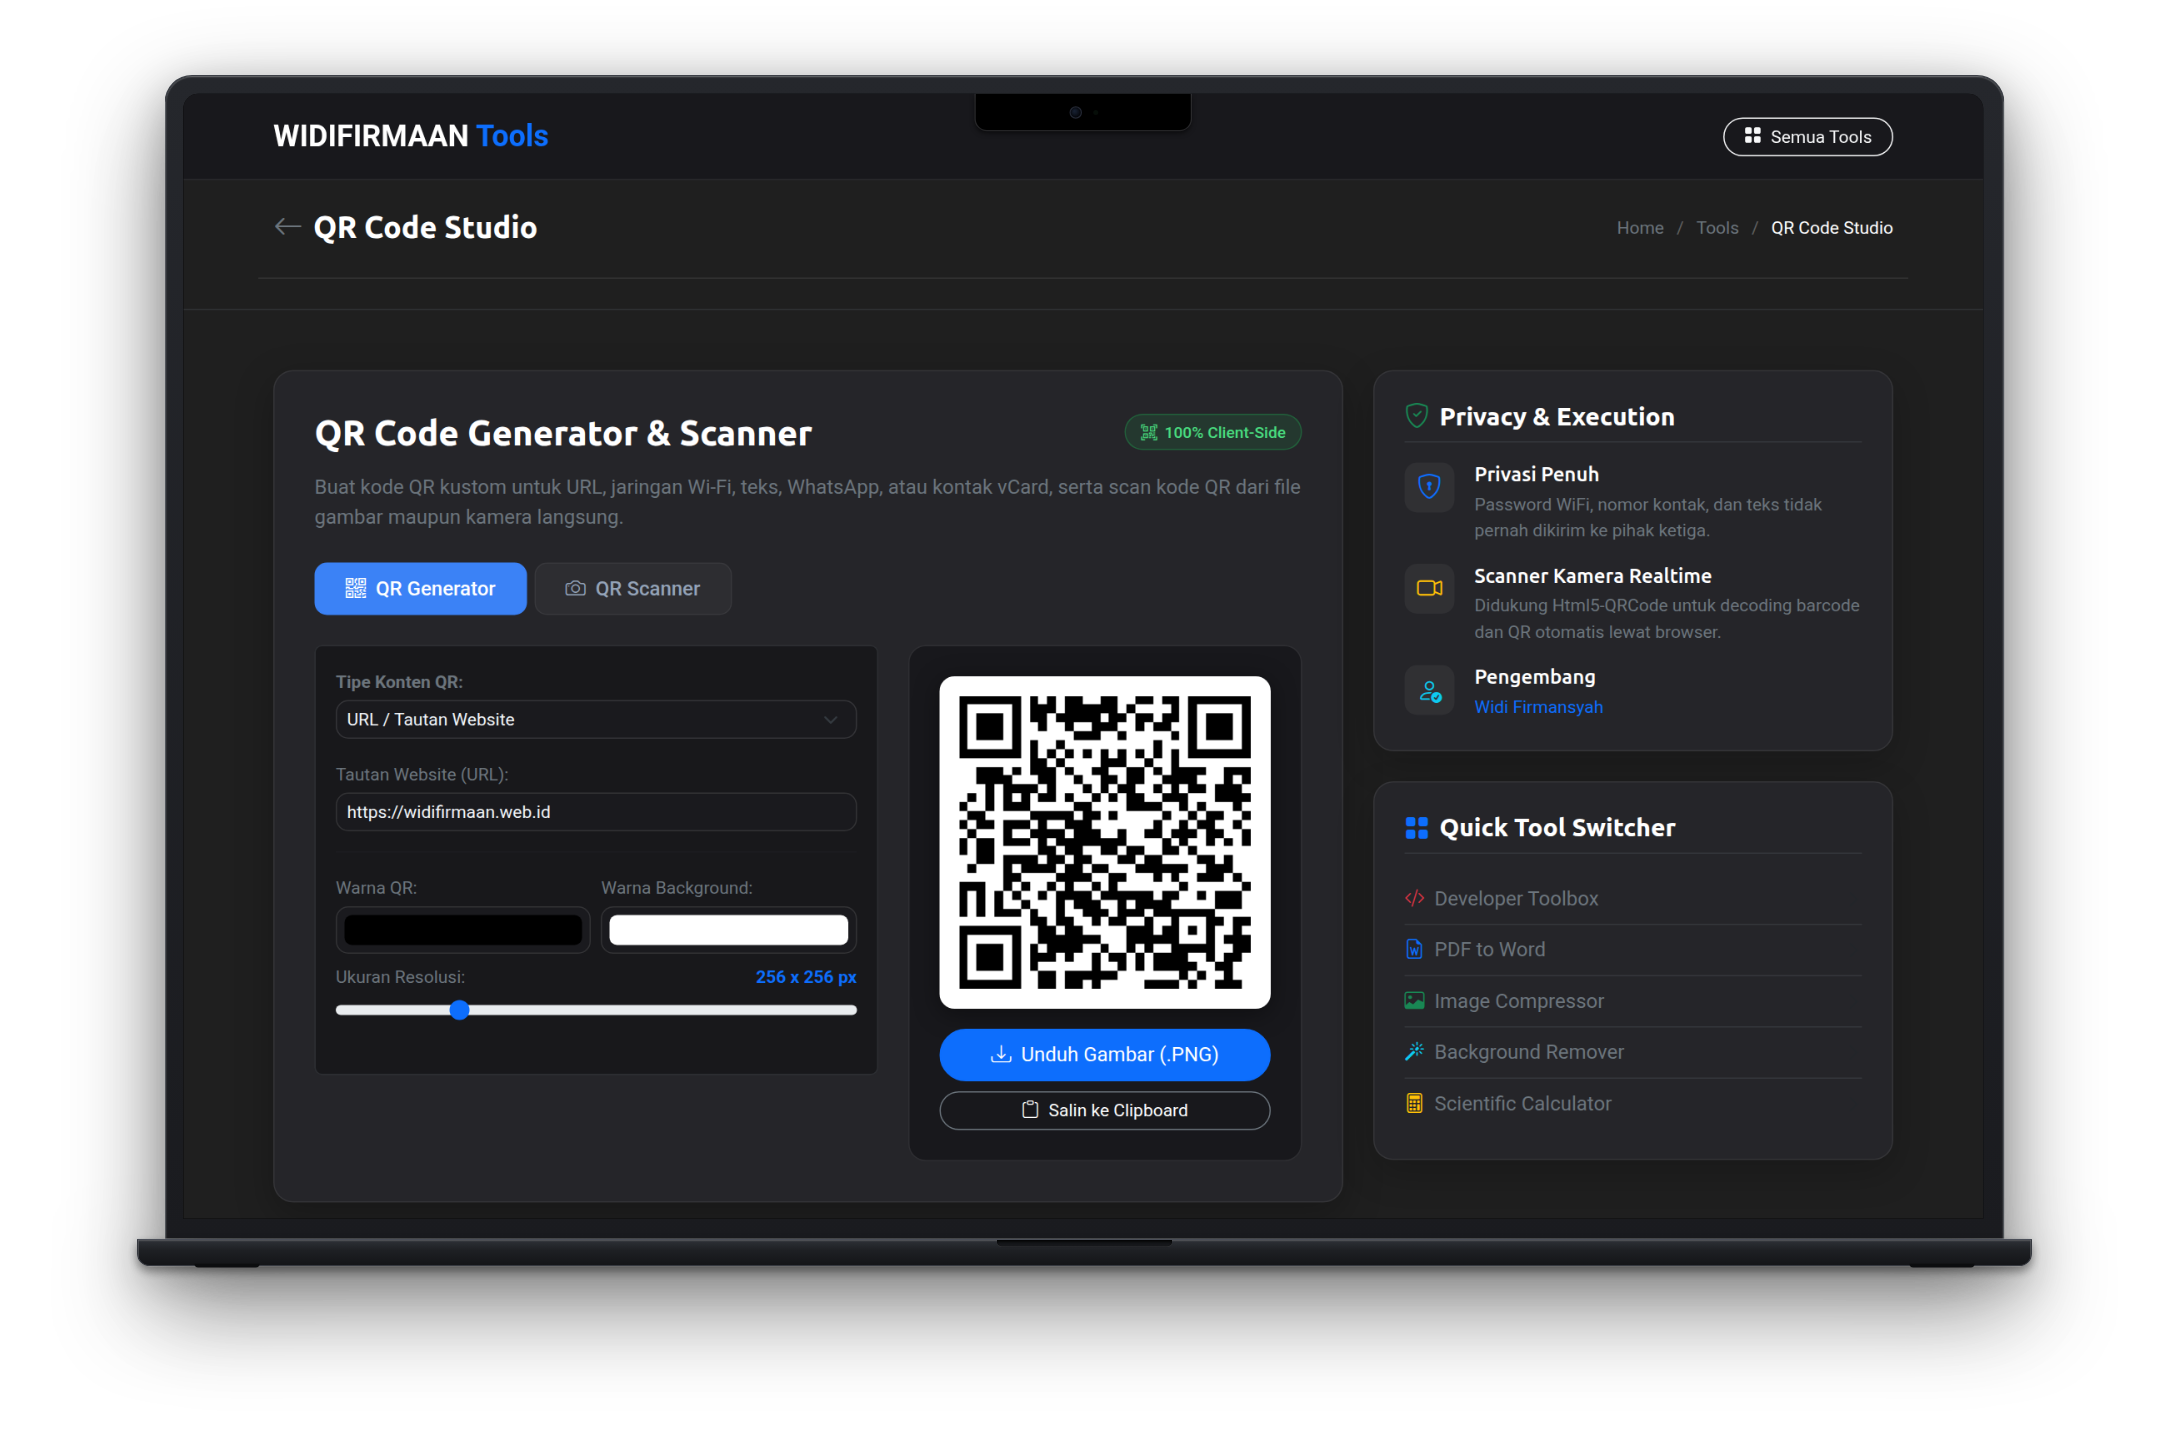 WIDIFIRMAAN Tools
Semua Tools
QR Code Studio
Home / Tools / QR Code Studio
QR Code Generator & Scanner
100% Client-Side
Buat kode QR kustom untuk URL, jaringan Wi-Fi, teks, WhatsApp, atau kontak vCard, serta scan kode QR dari file
gambar maupun kamera langsung.
QR Generator
QR Scanner
Tipe Konten QR:
URL / Tautan Website
Tautan Website (URL):
https://widifirmaan.web.id
Warna QR:
Warna Background:
Ukuran Resolusi:
256 x 256 px
Unduh Gambar (.PNG)
Salin ke Clipboard
Privacy & Execution
Privasi Penuh
Password WiFi, nomor kontak, dan teks tidak
pernah dikirim ke pihak ketiga.
Scanner Kamera Realtime
Didukung Html5-QRCode untuk decoding barcode
dan QR otomatis lewat browser.
Pengembang
Widi Firmansyah
Quick Tool Switcher
Developer Toolbox
PDF to Word
Image Compressor
Background Remover
Scientific Calculator